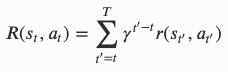 R(s_t, a_t) = \sum_{t'=t}^{T} \gamma^{t'-t} r(s_{t'}, a_{t'})